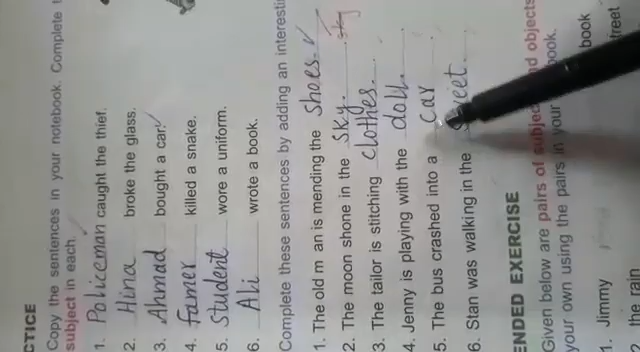 CTICE
Copy the sentences in your notebook. Complete t
subject in each.
1. Policeman caught the thief.
2. Hina broke the glass.
3. Ahmad bought a car.
4. Famer killed a snake.
5. Student wore a uniform.
6. Ali wrote a book.
Complete these sentences by adding an interestin
1. The old m an is mending the shoes.
2. The moon shone in the sky. sky
3. The tailor is stitching clothes.
4. Jenny is playing with the doll.
5. The bus crashed into a car
6. Stan was walking in the street.
ENDED EXERCISE
Given below are pairs of subject nd objects
your own using the pairs in your book.
1. Jimmy book
the rain treet